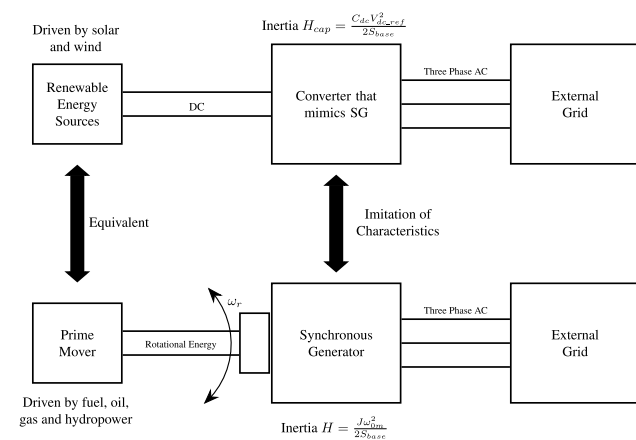 Driven by solar
and wind
Inertia $H_{cap} = \frac{C_{dc}V_{dc\_ref}^2}{2S_{base}}$
Renewable
Energy
Sources
DC
Converter that
mimics SG
Three Phase AC
External
Grid
Equivalent
Imitation of
Characteristics
Prime
Mover
Rotational Energy
$\omega_r$
Synchronous
Generator
Three Phase AC
External
Grid
Driven by fuel, oil,
gas and hydropower
Inertia $H = \frac{J\omega_{0m}^2}{2S_{base}}$